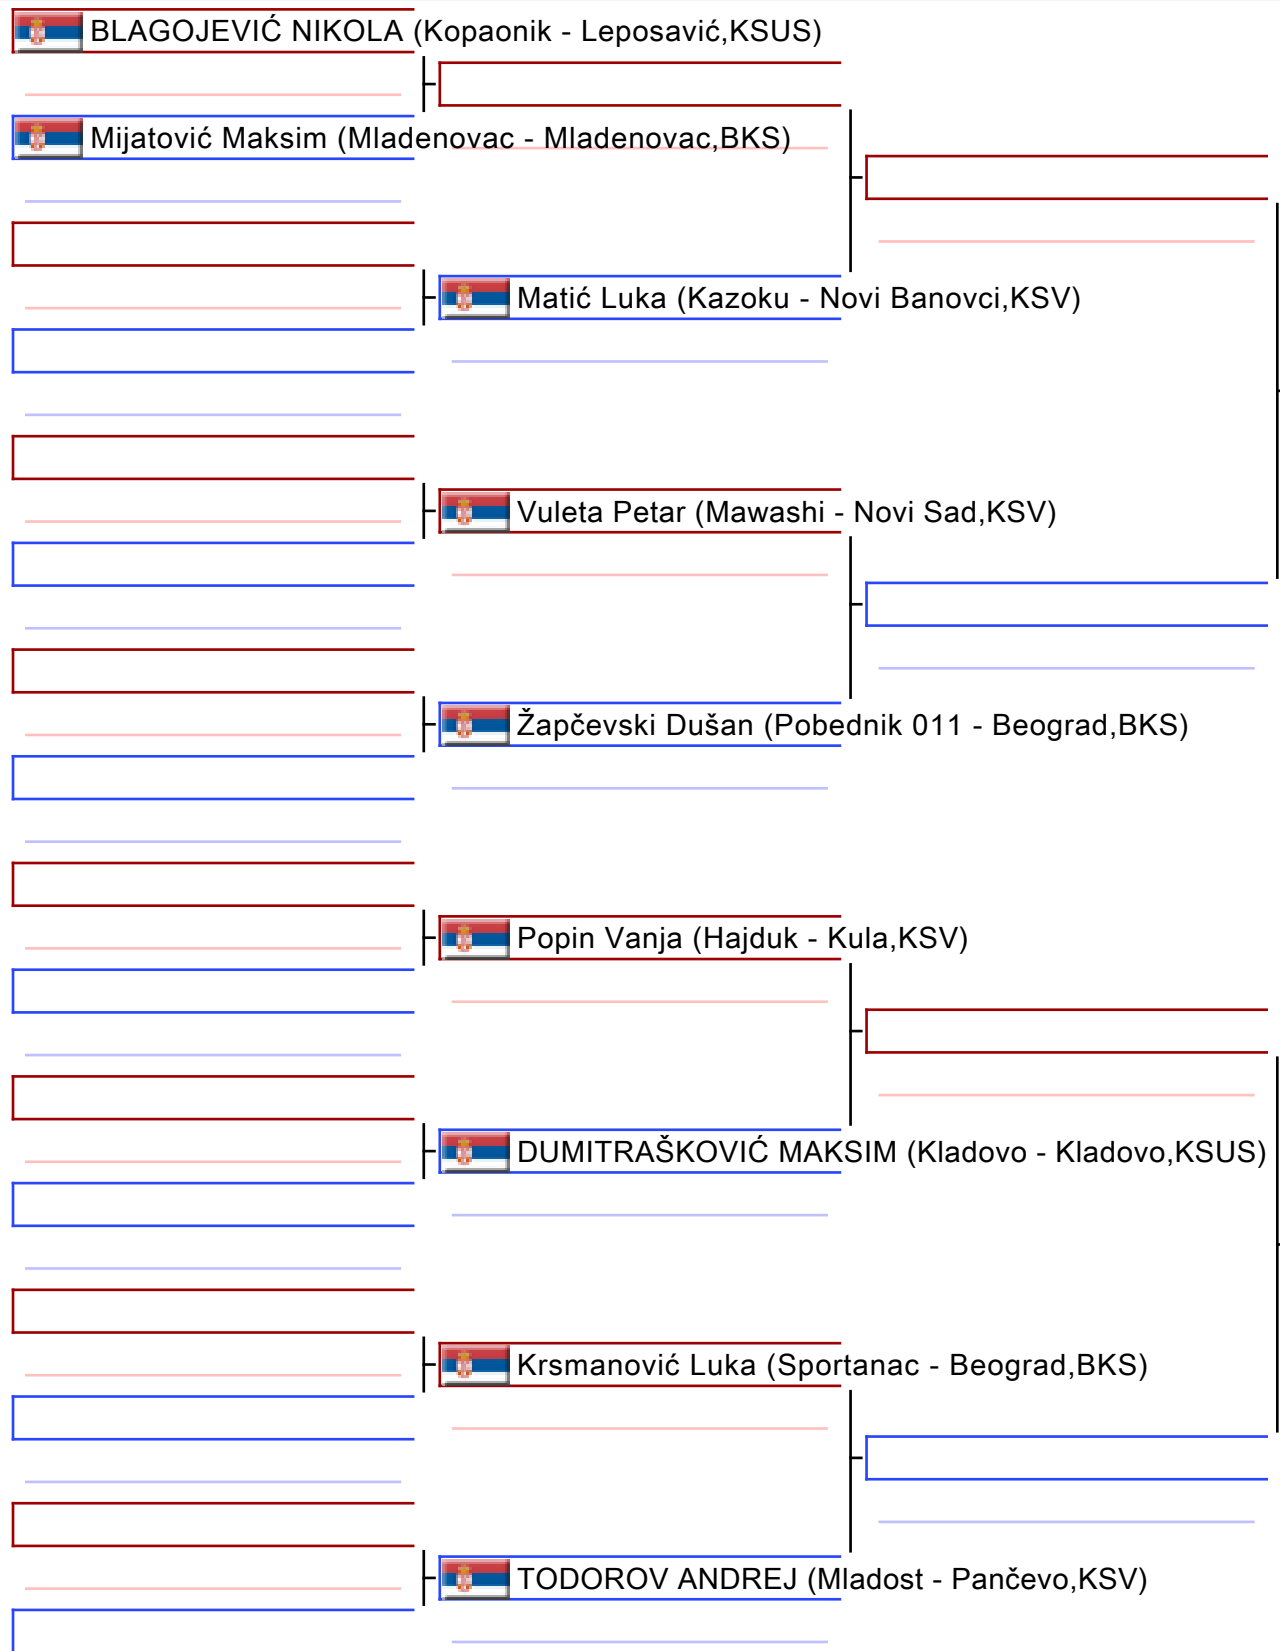 BLAGOJEVIĆ NIKOLA (Kopaonik - Leposavić,KSUS)
Mijatović Maksim (Mladenovac - Mladenovac,BKS)
Matić Luka (Kazoku - Novi Banovci,KSV)
Vuleta Petar (Mawashi - Novi Sad,KSV)
Žapčevski Dušan (Pobednik 011 - Beograd,BKS)
Popin Vanja (Hajduk - Kula,KSV)
DUMITRAŠKOVIĆ MAKSIM (Kladovo - Kladovo,KSUS)
Krsmanović Luka (Sportanac - Beograd,BKS)
TODOROV ANDREJ (Mladost - Pančevo,KSV)